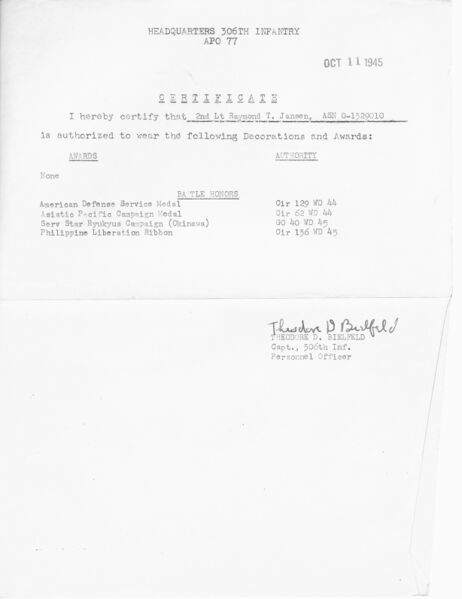 HEADQUARTERS 306TH INFANTRY
APO 77
OCT 11 1945
C E R T I F I C A T E
I hereby certify that 2nd Lt Raymond T. Jansen, ASN O-1329010
is authorized to wear the following Decorations and Awards:
AWARDS AUTHORITY
None
BATTLE HONORS
American Defense Service Medal Cir 129 WD 44
Asiatic Pacific Campaign Medal Cir 62 WD 44
Serv Star Ryukyus Campaign (Okinawa) GO 40 WD 45
Philippine Liberation Ribbon Cir 136 WD 45
Theodore D Bielfeld
THEODORE D. BIELFELD
Capt., 306th Inf.
Personnel Officer